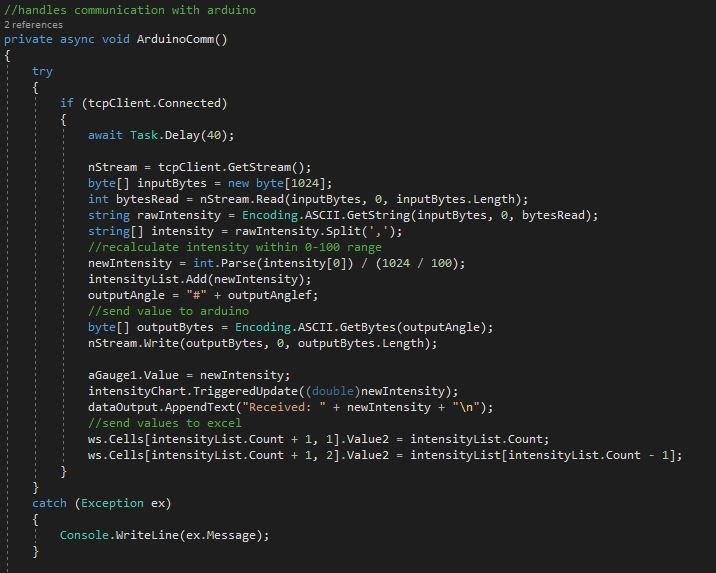 //handles communication with arduino
2 references
private async void ArduinoComm()
{
try
{
if (tcpClient.Connected)
{
await Task.Delay(40);
nStream = tcpClient.GetStream();
byte[] inputBytes = new byte[1024];
int bytesRead = nStream.Read(inputBytes, 0, inputBytes.Length);
string rawIntensity = Encoding.ASCII.GetString(inputBytes, 0, bytesRead);
string[] intensity = rawIntensity.Split(',');
//recalculate intensity within 0-100 range
newIntensity = int.Parse(intensity[0]) / (1024 / 100);
intensityList.Add(newIntensity);
outputAngle = "#" + outputAnglef;
//send value to arduino
byte[] outputBytes = Encoding.ASCII.GetBytes(outputAngle);
nStream.Write(outputBytes, 0, outputBytes.Length);
aGauge1.Value = newIntensity;
intensityChart.TriggeredUpdate((double)newIntensity);
dataOutput.AppendText("Received: " + newIntensity + "\n");
//send values to excel
ws.Cells[intensityList.Count + 1, 1].Value2 = intensityList.Count;
ws.Cells[intensityList.Count + 1, 2].Value2 = intensityList[intensityList.Count - 1];
}
}
catch (Exception ex)
{
Console.WriteLine(ex.Message);
}